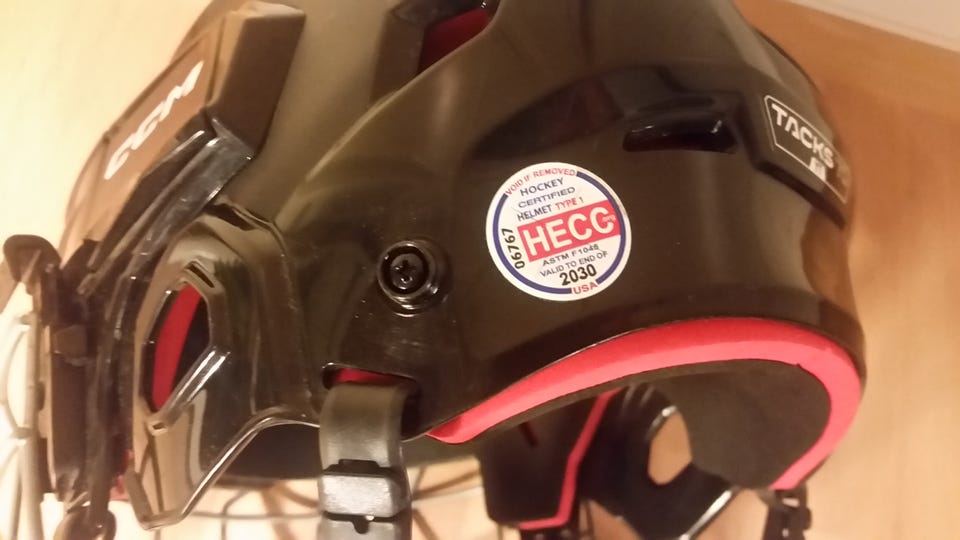 CCM
TACKS
VOID IF REMOVED
HOCKEY
CERTIFIED
HELMET TYPE 1
06767
HECC.org
ASTM F1045
VALID TO END OF
2030
USA